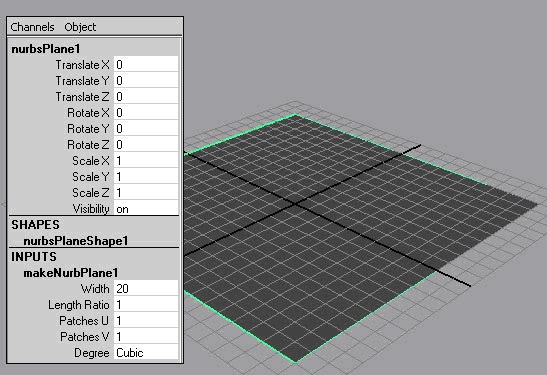 Channels Object
nurbsPlane1
Translate X 0
Translate Y 0
Translate Z 0
Rotate X 0
Rotate Y 0
Rotate Z 0
Scale X 1
Scale Y 1
Scale Z 1
Visibility on
SHAPES
nurbsPlaneShape1
INPUTS
makeNurbPlane1
Width 20
Length Ratio 1
Patches U 1
Patches V 1
Degree Cubic